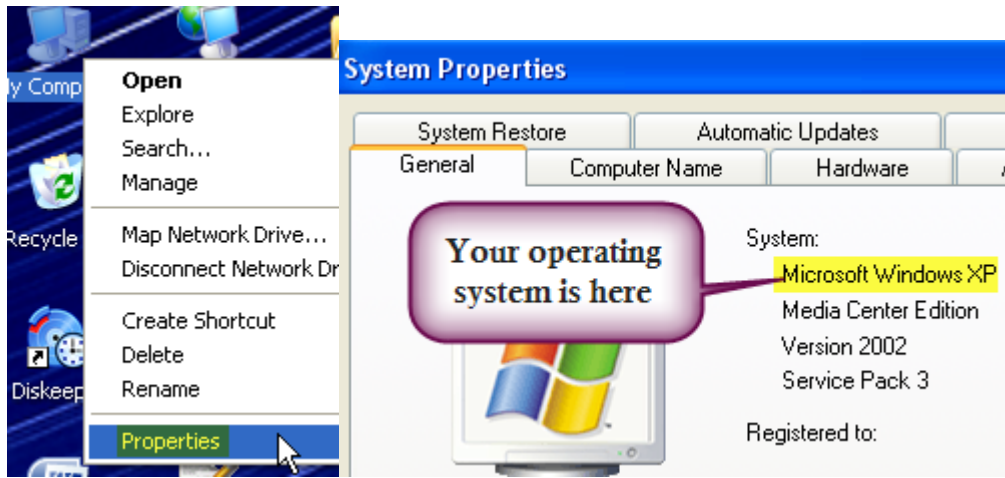 My Comp
Open
Explore
Search...
Manage
Recycle
Map Network Drive...
Disconnect Network Dr
Create Shortcut
Delete
Rename
Diskeep
Properties
System Properties
System Restore
Automatic Updates
General
Computer Name
Hardware
Your operating
system is here
System:
Microsoft Windows XP
Media Center Edition
Version 2002
Service Pack 3
Registered to: